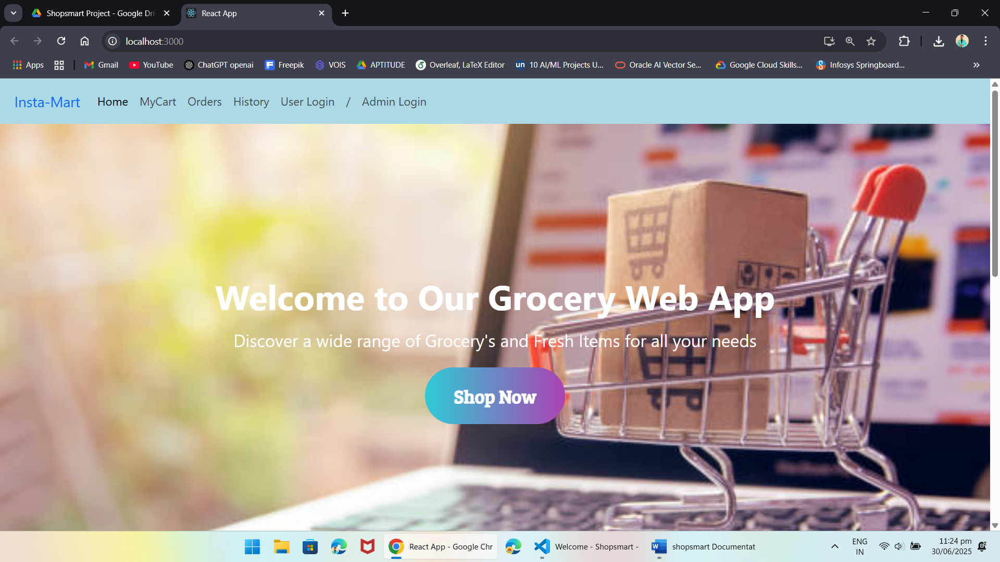 Shopsmart Project - Google Dri
React App
localhost:3000
Apps
Gmail
YouTube
ChatGPT openai
Freepik
VOIS
APTITUDE
Overleaf, LaTeX Editor
un 10 AI/ML Projects U...
Oracle AI Vector Se...
Google Cloud Skills...
Infosys Springboard...
Insta-Mart Home MyCart Orders History User Login / Admin Login
Welcome to Our Grocery Web App
Discover a wide range of Grocery's and Fresh Items for all your needs
Shop Now
React App - Google Chr
Welcome - Shopsmart -
shopsmart Documentat
ENG
IN
11:24 pm
30/06/2025